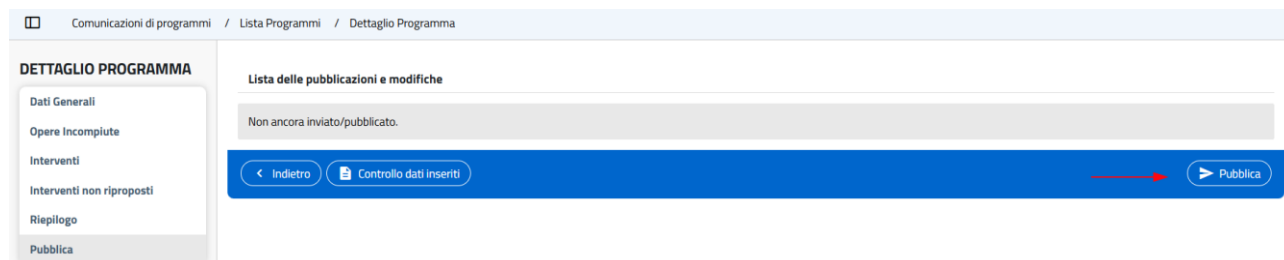 Comunicazioni di programmi / Lista Programmi / Dettaglio Programma
DETTAGLIO PROGRAMMA
Dati Generali
Opere Incompiute
Interventi
Interventi non riproposti
Riepilogo
Pubblica
Lista delle pubblicazioni e modifiche
Non ancora inviato/pubblicato.
Indietro Controllo dati inseriti Pubblica